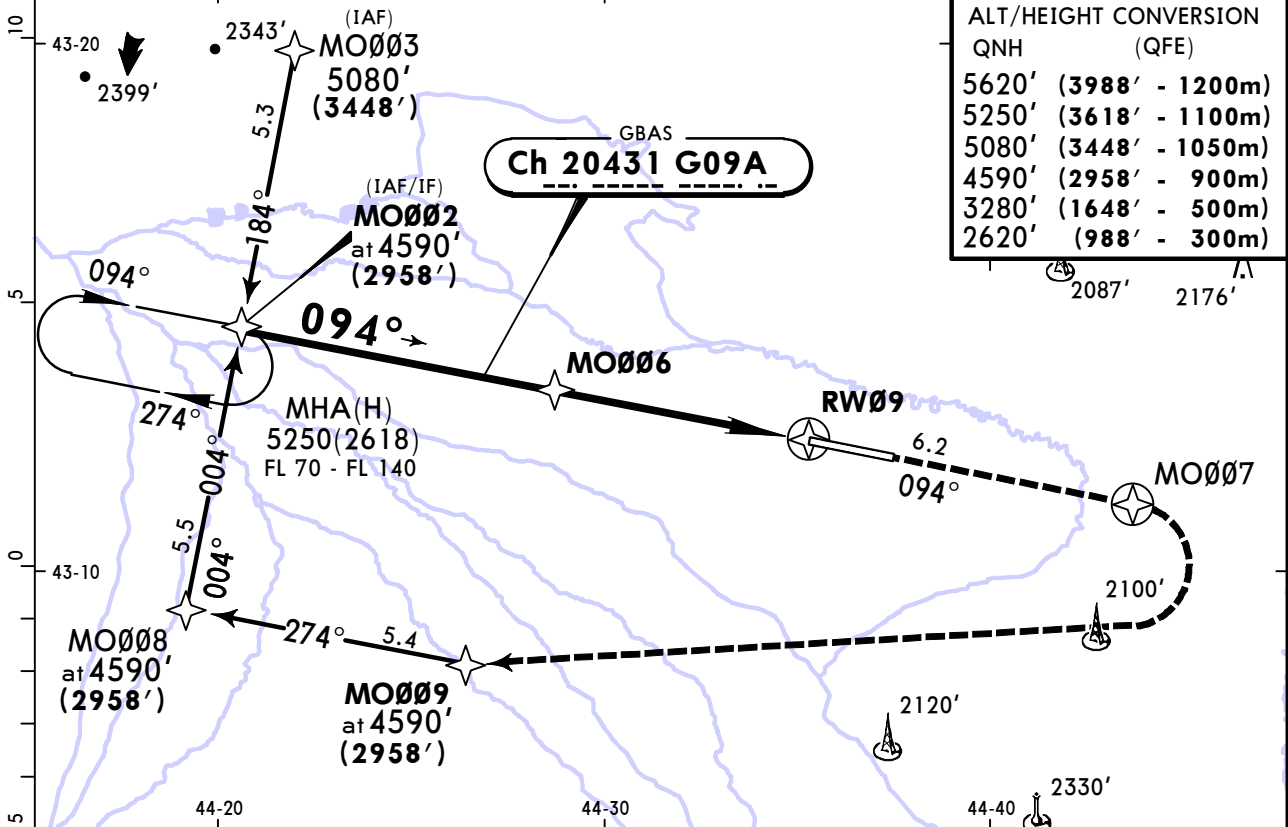 10
43-20
2343'
2399'
(IAF)
MOØØ3
5080'
(3448')
5.3
184°
GBAS
Ch 20431 G09A
ALT/HEIGHT CONVERSION
QNH (QFE)
5620' (3988' - 1200m)
5250' (3618' - 1100m)
5080' (3448' - 1050m)
4590' (2958' - 900m)
3280' (1648' - 500m)
2620' (988' - 300m)
2087'
2176'
(IAF/IF)
MOØØ2
at 4590'
(2958')
094°
5
094°
MOØØ6
RWØ9
6.2
094°
MOØØ7
274°
MHA(H)
5250(2618)
FL 70 - FL 140
004°
5.5
004°
0
43-10
2100'
MOØØ8
at 4590'
(2958')
274°
5.4
MOØØ9
at 4590'
(2958')
2120'
2330'
5
44-20
44-30
44-40